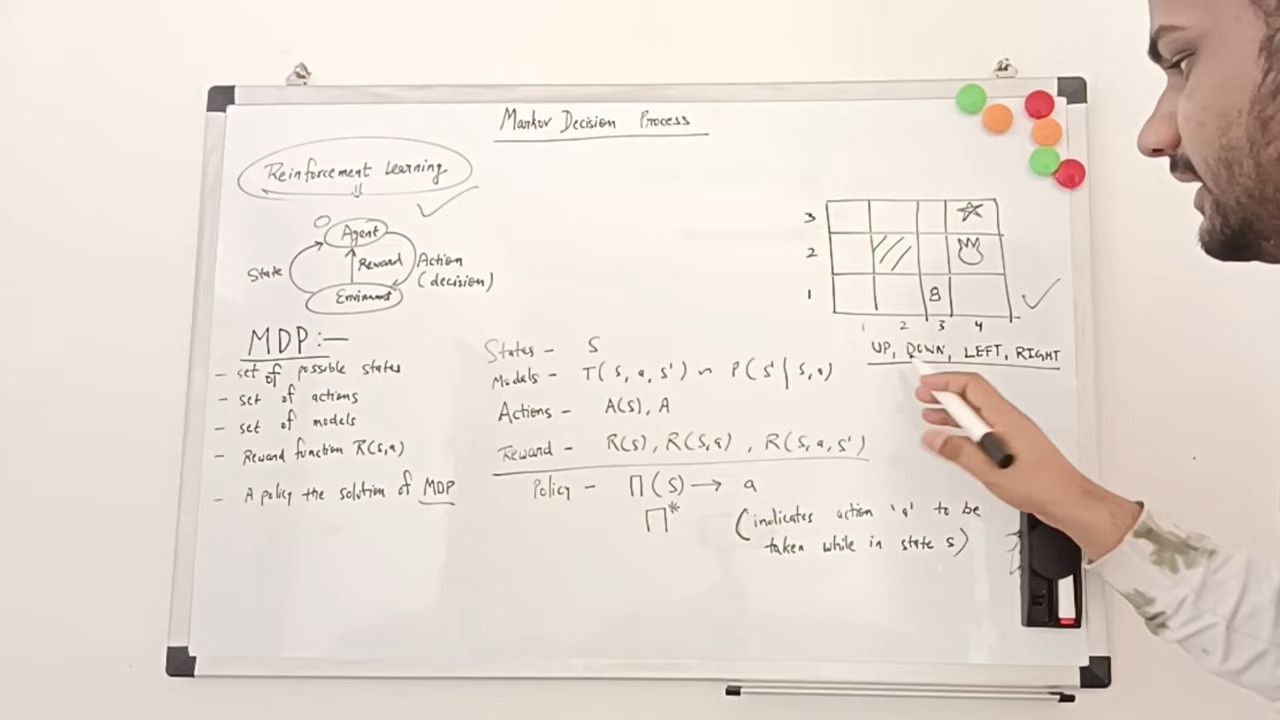 Markov Decision Process
Reinforcement Learning
Agent
State
Reward
Action
(decision)
Envirment
MDP:-
- set of possible states
- set of actions
- set of models
- Reward function R(s,a)
- A policy the solution of MDP
States - S
Models - T(s, a, s') ~ P(s' | s, a)
Actions - A(s), A
Reward - R(s), R(s,a), R(s,a,s')
Policy - Π(s) → a
Π*
(indicates action 'a' to be
taken while in state s)
3
2
1
8
1 2 3 4
UP, DOWN, LEFT, RIGHT